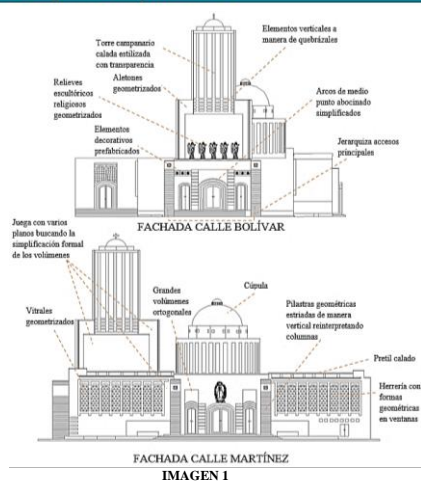 Elementos verticales a
manera de quebrázales
Torre campanario
calada estilizada
con transparencia
Aletones
geometrizados
Relieves
escultóricos
religiosos
geometrizados
Arcos de medio
punto abocinado
simplificados
Elementos
decorativos
prefabricados
Jerarquiza accesos
principales
FACHADA CALLE BOLÍVAR
Juega con varios
planos buscando la
simplificación formal
de los volúmenes
Grandes
volúmenes
ortogonales
Cúpula
Pilastras geométricas
estriadas de manera
vertical reinterpretando
columnas
Vitrales
geometrizados
Pretil calado
Herrería con
formas
geométricas
en ventanas
FACHADA CALLE MARTÍNEZ
IMAGEN 1